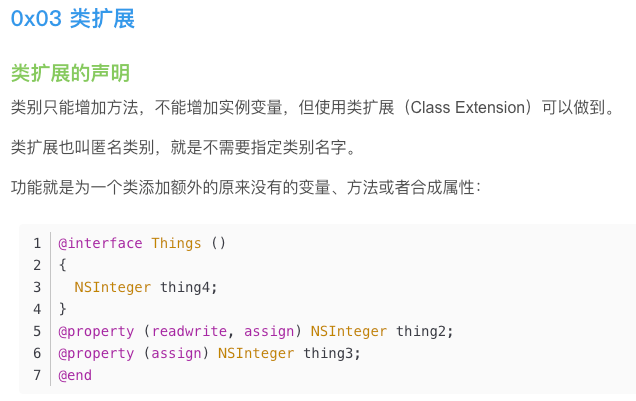 0x03 类扩展
类扩展的声明
类别只能增加方法，不能增加实例变量，但使用类扩展（Class Extension）可以做到。
类扩展也叫匿名类别，就是不需要指定类别名字。
功能就是为一个类添加额外的原来没有的变量、方法或者合成属性：
1 @interface Things ()
2 {
3   NSInteger thing4;
4 }
5 @property (readwrite, assign) NSInteger thing2;
6 @property (assign) NSInteger thing3;
7 @end